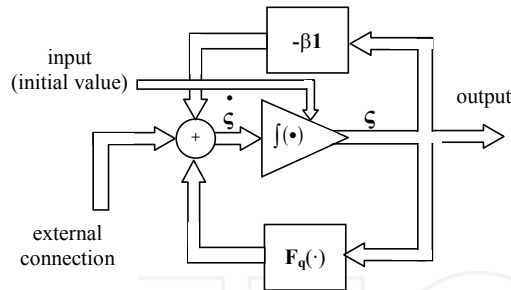 -β1
input
(initial value)
output
ς̇
ς
+
∫(•)
external
connection
F_q(·)